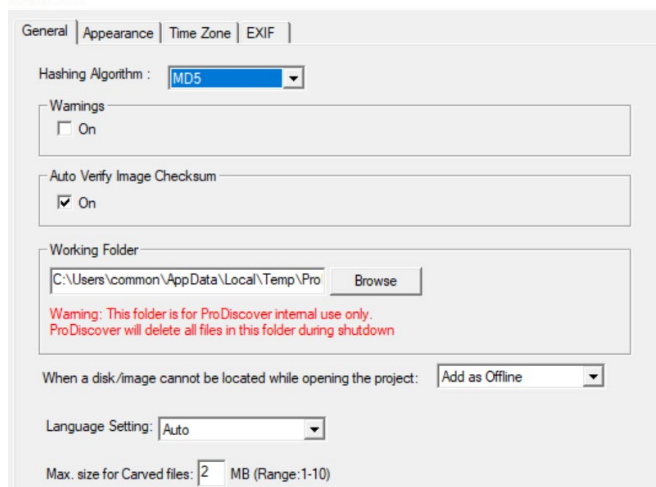 General Appearance Time Zone EXIF
Hashing Algorithm : MD5
Warnings
On
Auto Verify Image Checksum
On
Working Folder
C:\Users\common\AppData\Local\Temp\Pro Browse
Warning: This folder is for ProDiscover internal use only.
ProDiscover will delete all files in this folder during shutdown
When a disk/image cannot be located while opening the project: Add as Offline
Language Setting: Auto
Max. size for Carved files: 2 MB (Range:1-10)